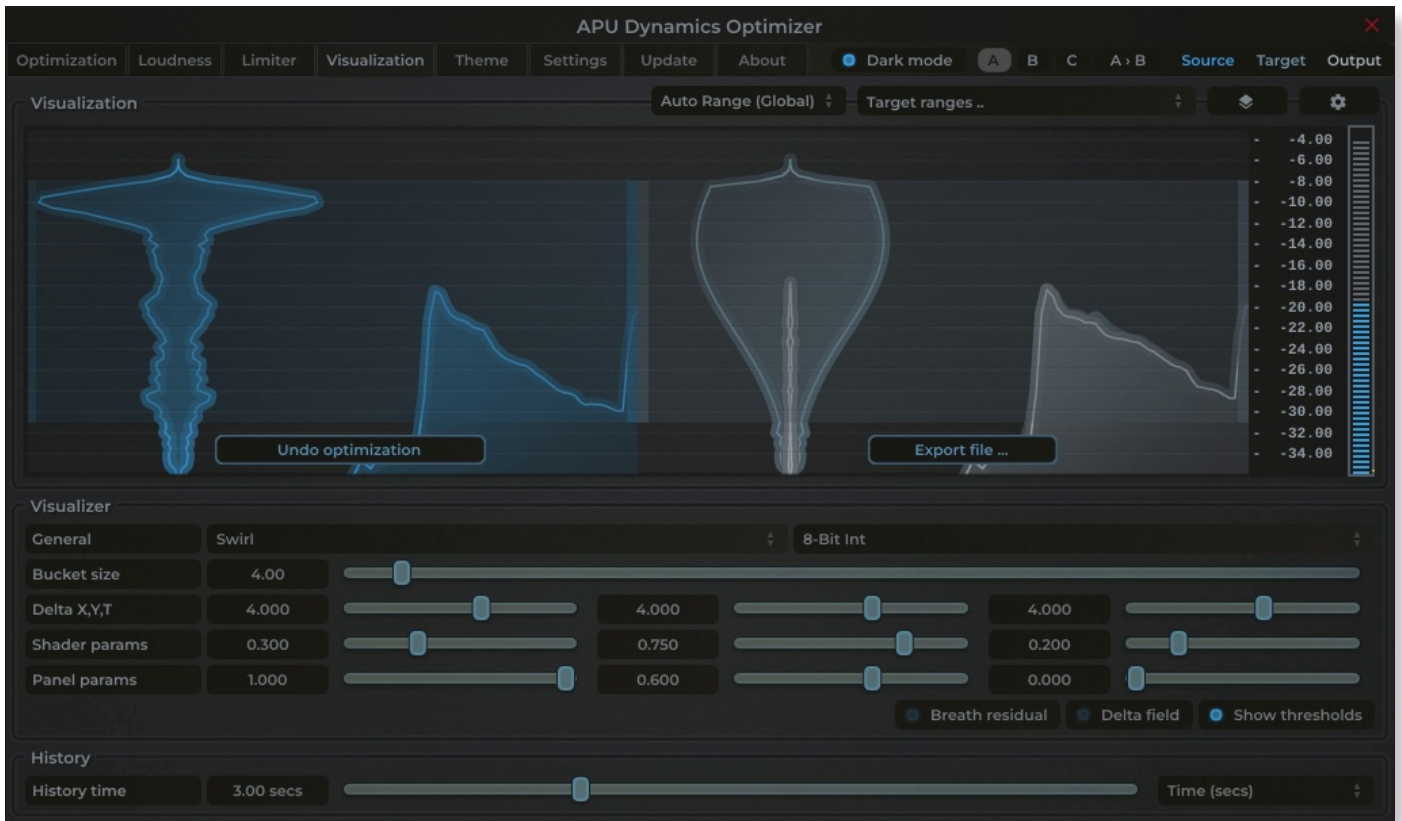 APU Dynamics Optimizer
Optimization Loudness Limiter Visualization Theme Settings Update About Dark mode A B C A › B Source Target Output
Visualization Auto Range (Global) Target ranges ..
- -4.00
- -6.00
- -8.00
- -10.00
- -12.00
- -14.00
- -16.00
- -18.00
- -20.00
- -22.00
- -24.00
- -26.00
- -28.00
- -30.00
- -32.00
- -34.00
Undo optimization Export file ...
Visualizer
General Swirl 8-Bit Int
Bucket size 4.00
Delta X,Y,T 4.000 4.000 4.000
Shader params 0.300 0.750 0.200
Panel params 1.000 0.600 0.000
Breath residual Delta field Show thresholds
History
History time 3.00 secs Time (secs)